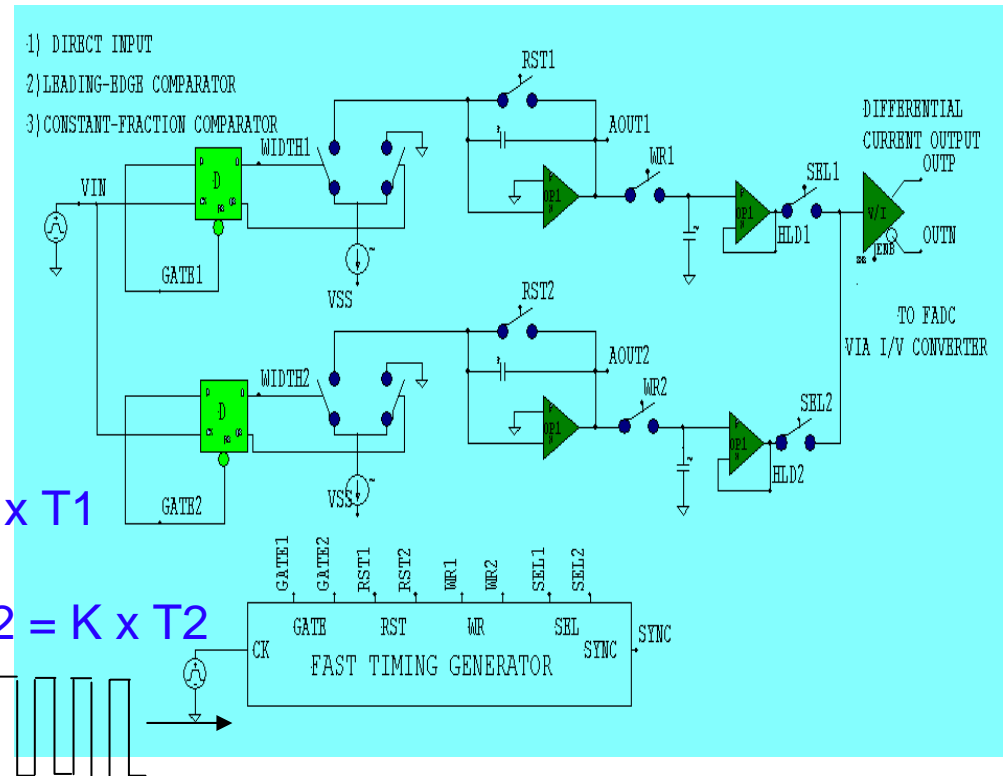 1) DIRECT INPUT
2)LEADING-EDGE COMPARATOR
3)CONSTANT-FRACTION COMPARATOR
RST1
DIFFERENTIAL
CURRENT OUTPUT
WIDTH1
AOUT1
WR1
SEL1
OUTP
VIN
D
CK
D
OP1
OP1
V/I
HLD1
ENB
OUTN
GATE1
VSS
RST2
TO FADC
VIA I/V CONVERTER
WIDTH2
AOUT2
WR2
SEL2
D
CK
D
OP1
OP1
HLD2
GATE2
VSS
x T1
2 = K x T2
GATE1
GATE2
RST1
RST2
WR1
WR2
SEL1
SEL2
GATE
RST
WR
SEL
SYNC
CK
FAST TIMING GENERATOR
SYNC